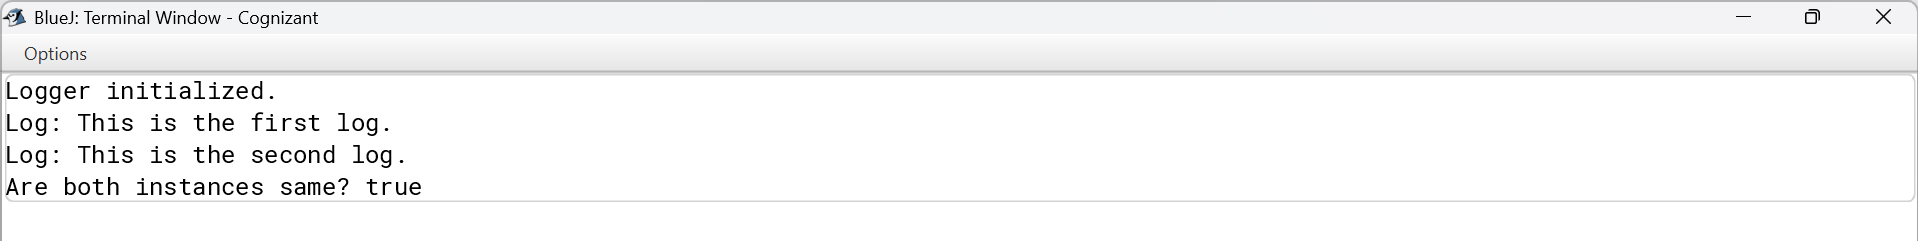 BlueJ: Terminal Window - Cognizant
Options
Logger initialized.
Log: This is the first log.
Log: This is the second log.
Are both instances same? true